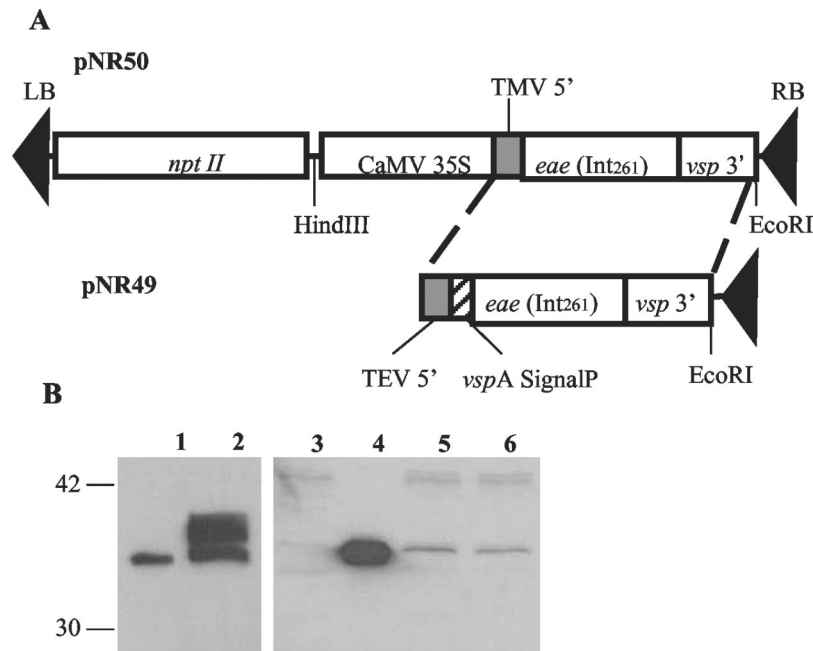 A
pNR50
LB
TMV 5’
RB
npt II
CaMV 35S
eae (Int261)
vsp 3’
HindIII
EcoRI
pNR49
eae (Int261)
vsp 3’
TEV 5’
vspA SignalP
EcoRI
B
1 2 3 4 5 6
42
30